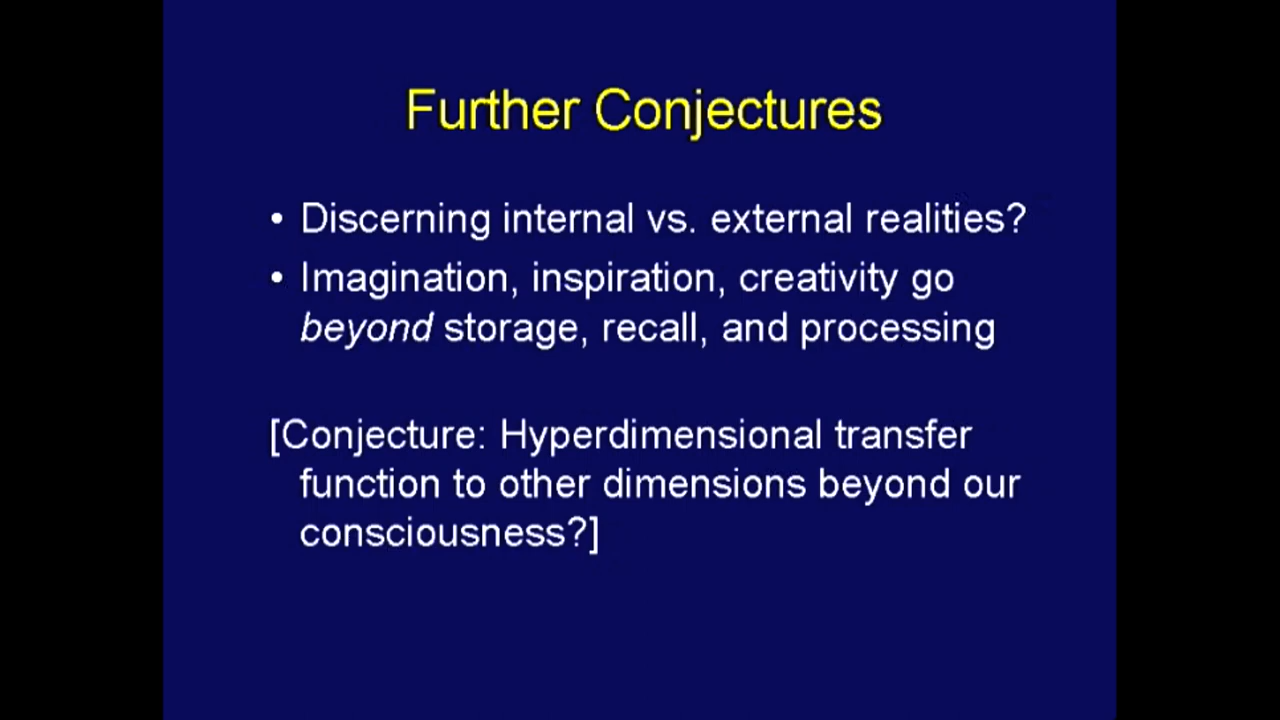 Further Conjectures
• Discerning internal vs. external realities?
• Imagination, inspiration, creativity go
beyond storage, recall, and processing
[Conjecture: Hyperdimensional transfer
function to other dimensions beyond our
consciousness?]